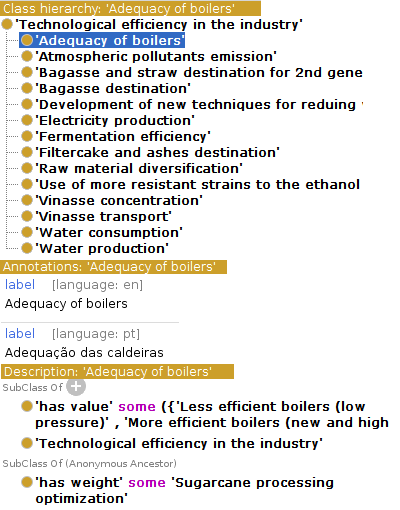 Class hierarchy: 'Adequacy of boilers'
'Technological efficiency in the industry'
'Adequacy of boilers'
'Atmospheric pollutants emission'
'Bagasse and straw destination for 2nd gene
'Bagasse destination'
'Development of new techniques for reduing
'Electricity production'
'Fermentation efficiency'
'Filtercake and ashes destination'
'Raw material diversification'
'Use of more resistant strains to the ethanol
'Vinasse concentration'
'Vinasse transport'
'Water consumption'
'Water production'
Annotations: 'Adequacy of boilers'
label [language: en]
Adequacy of boilers
label [language: pt]
Adequação das caldeiras
Description: 'Adequacy of boilers'
SubClass Of
'has value' some ({'Less efficient boilers (low
pressure)' , 'More efficient boilers (new and high
'Technological efficiency in the industry'
SubClass Of (Anonymous Ancestor)
'has weight' some 'Sugarcane processing
optimization'